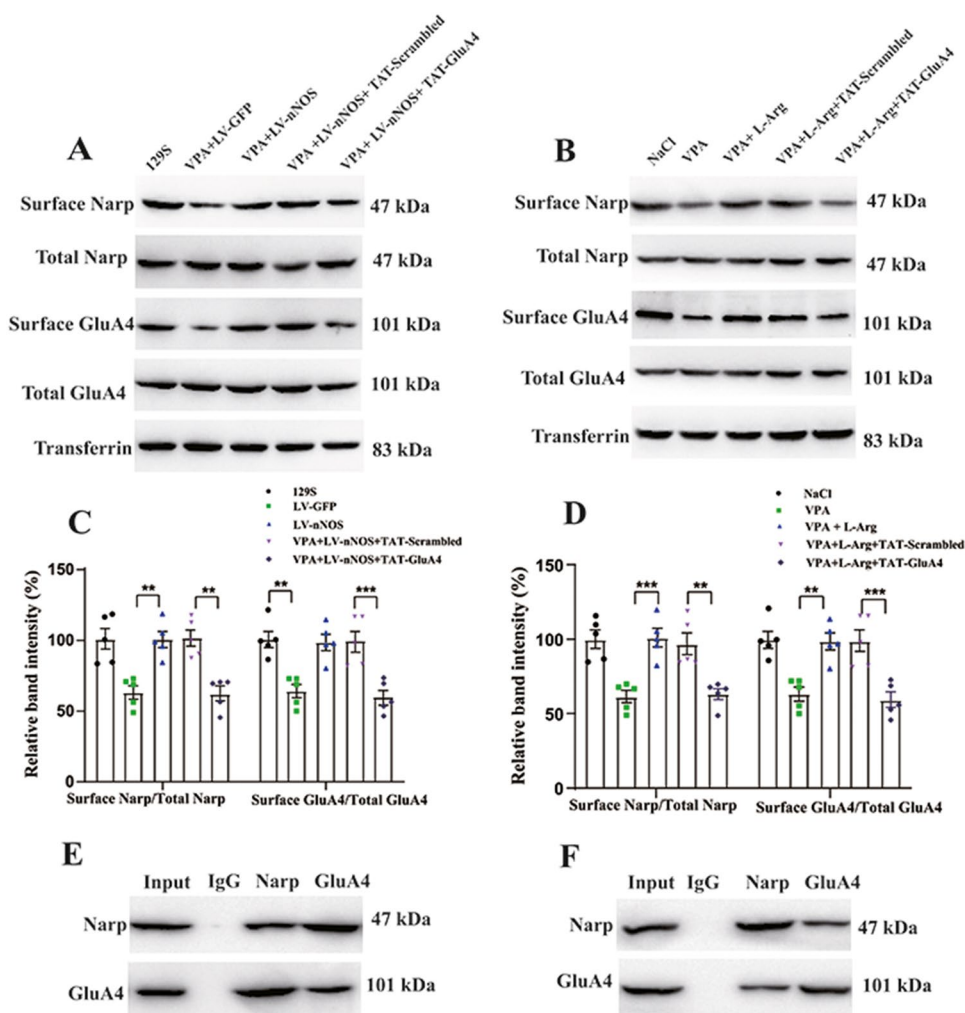 A
129S
VPA+LV-GFP
VPA+LV-nNOS
VPA+LV-nNOS+ TAT-Scrambled
VPA+ LV-nNOS+ TAT-GluA4
Surface Narp 47 kDa
Total Narp 47 kDa
Surface GluA4 101 kDa
Total GluA4 101 kDa
Transferrin 83 kDa
B
NaCl
VPA
VPA+ L-Arg
VPA+L-Arg+TAT-Scrambled
VPA+L-Arg+TAT-GluA4
Surface Narp 47 kDa
Total Narp 47 kDa
Surface GluA4 101 kDa
Total GluA4 101 kDa
Transferrin 83 kDa
C
129S
LV-GFP
LV-nNOS
VPA+LV-nNOS+TAT-Scrambled
VPA+LV-nNOS+TAT-GluA4
Relative band intensity (%)
150
100
50
0
** ** ** ***
Surface Narp/Total Narp Surface GluA4/Total GluA4
D
NaCl
VPA
VPA + L-Arg
VPA+L-Arg+TAT-Scrambled
VPA+L-Arg+TAT-GluA4
Relative band intensity (%)
150
100
50
0
*** ** ** ***
Surface Narp/Total Narp Surface GluA4/Total GluA4
E
Input IgG Narp GluA4
Narp 47 kDa
GluA4 101 kDa
F
Input IgG Narp GluA4
Narp 47 kDa
GluA4 101 kDa